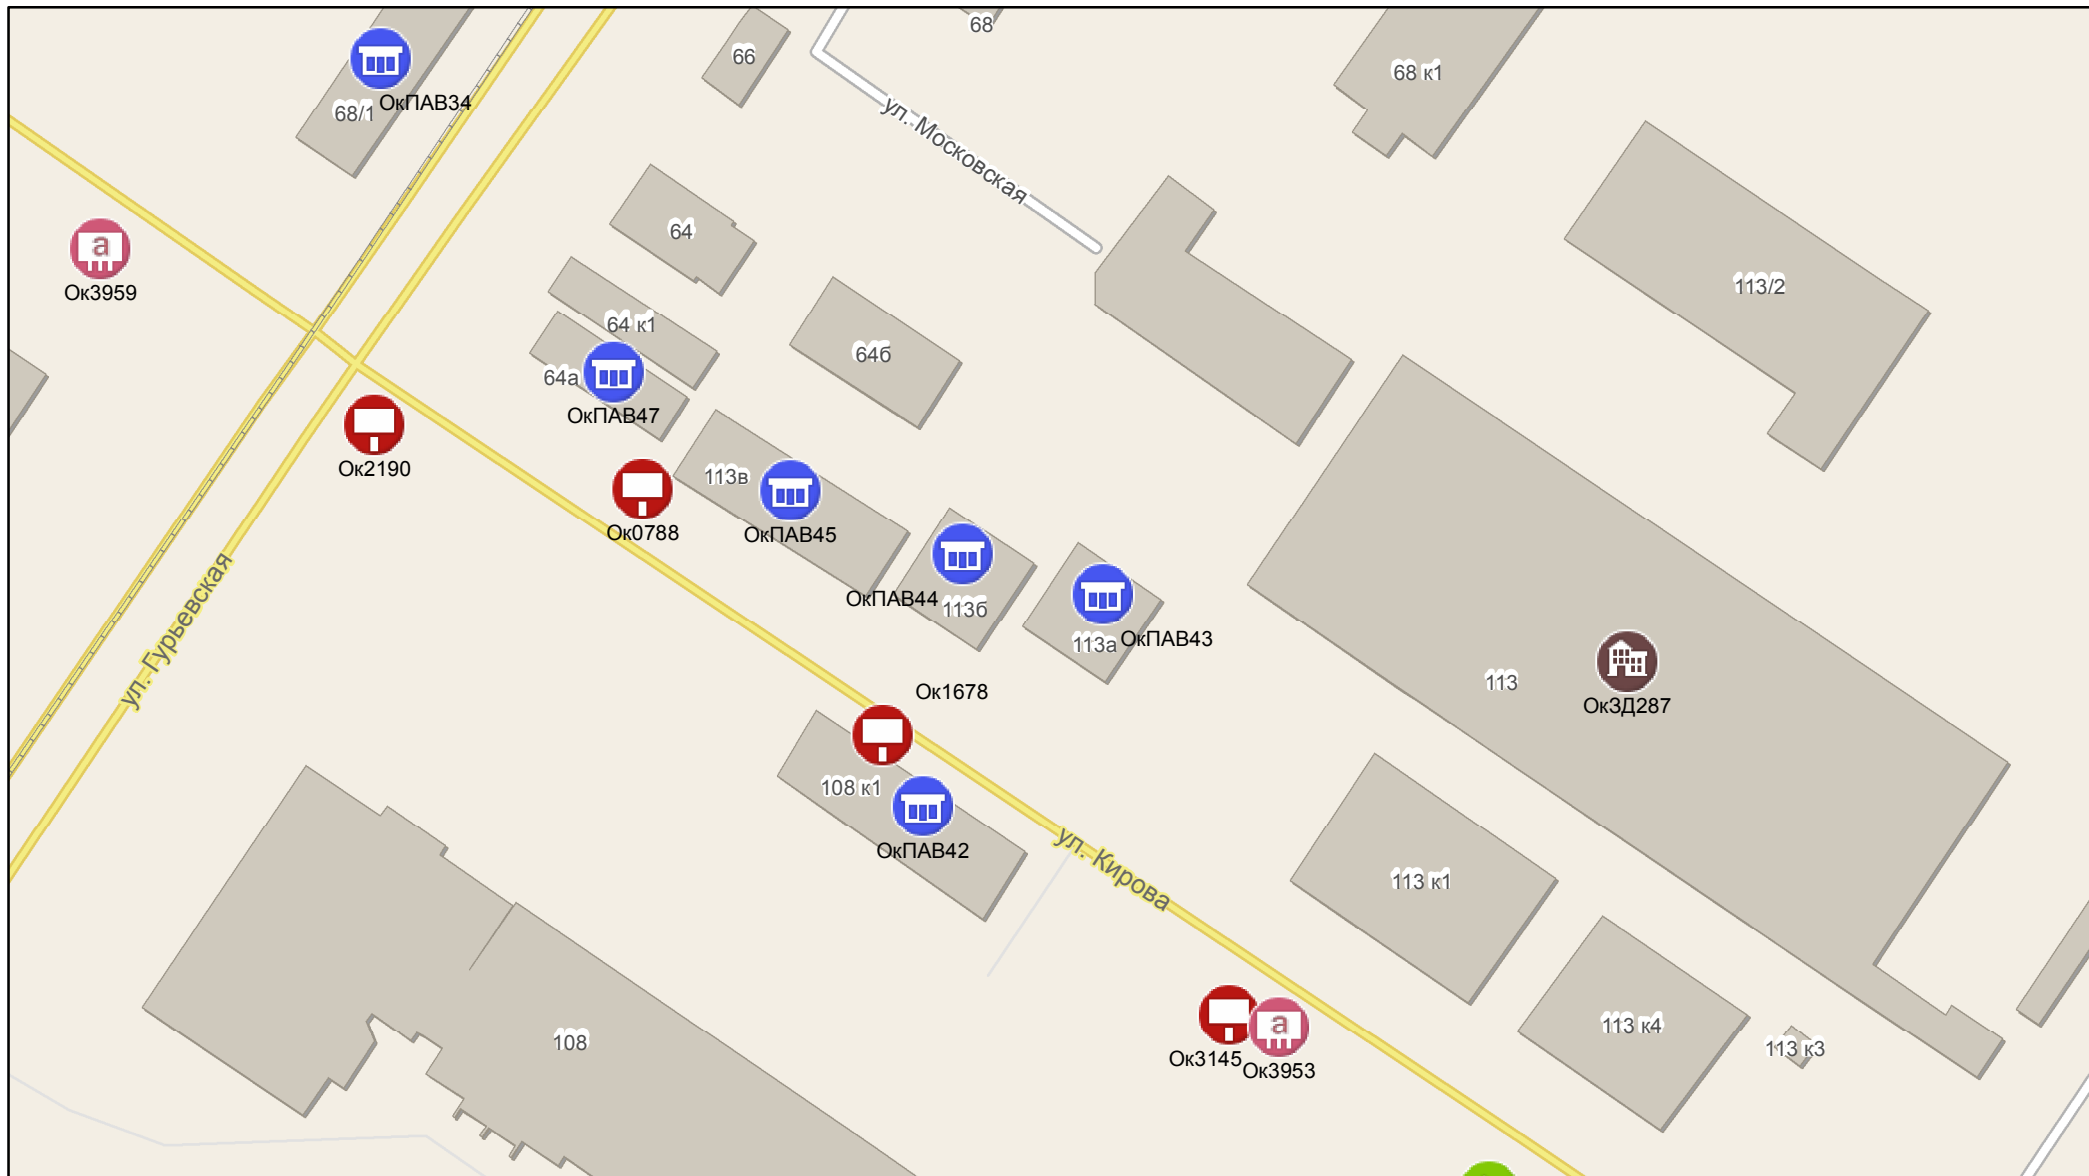 68
66
68 к1
ОкПАВ34
68/1
ул. Московская
64
а
Ок3959
113/2
64 к1
64б
64а
ОкПАВ47
Ок2190
113в
Ок0788
ОкПАВ45
ОкПАВ44
113б
113а
ОкПАВ43
ул. Гурьевская
113
ОкЗД287
Ок1678
108 к1
ОкПАВ42
ул. Кирова
113 к1
113 к4
108
113 к3
а
Ок3145
Ок3953